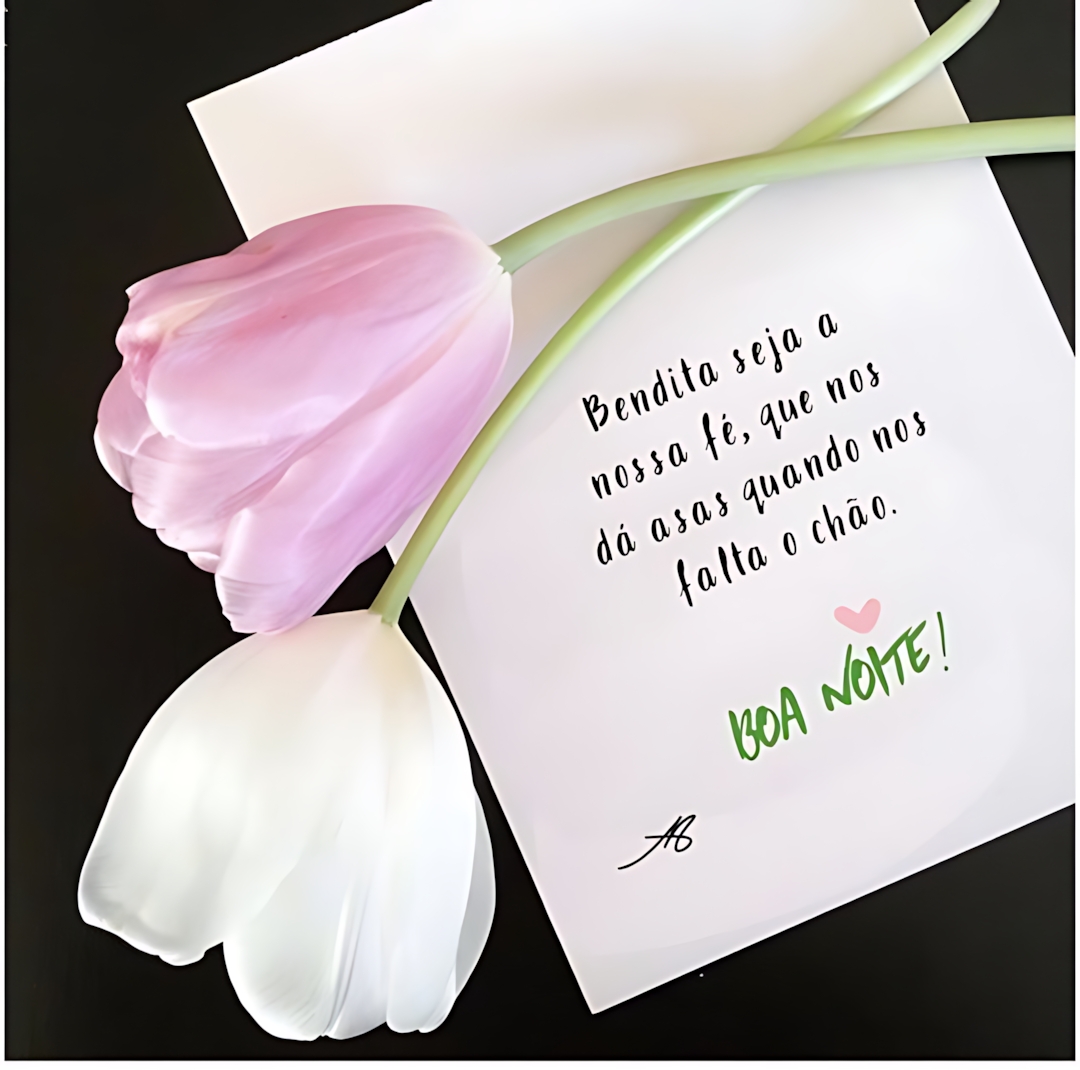 Bendita seja a
nossa fé, que nos
dá asas quando nos
falta o chão.
BOA NOITE!
AB